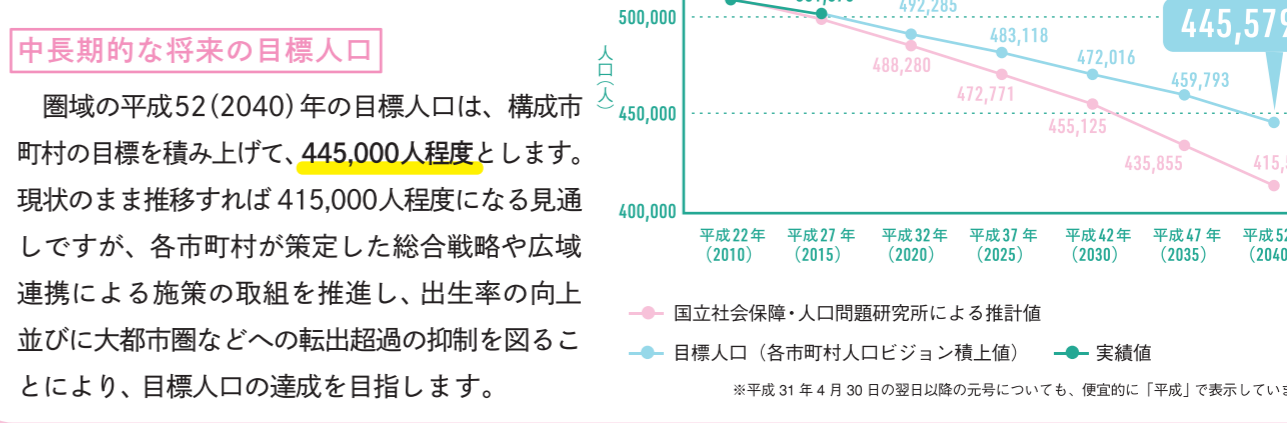 中長期的な将来の目標人口
圏域の平成52(2040)年の目標人口は、構成市
町村の目標を積み上げて、445,000人程度とします。
現状のまま推移すれば 415,000人程度になる見通
しですが、各市町村が策定した総合戦略や広域
連携による施策の取組を推進し、出生率の向上
並びに大都市圏などへの転出超過の抑制を図るこ
とにより、目標人口の達成を目指します。
人口(人)
500,000
450,000
400,000
492,285
483,118
472,016
459,793
445,579
488,280
472,771
455,125
435,855
415,
平成22年 平成27年 平成32年 平成37年 平成42年 平成47年 平成52
(2010) (2015) (2020) (2025) (2030) (2035) (2040
国立社会保障・人口問題研究所による推計値
目標人口(各市町村人口ビジョン積上値) 実績値
※平成 31 年 4 月 30 日の翌日以降の元号についても、便宜的に「平成」で表示してい